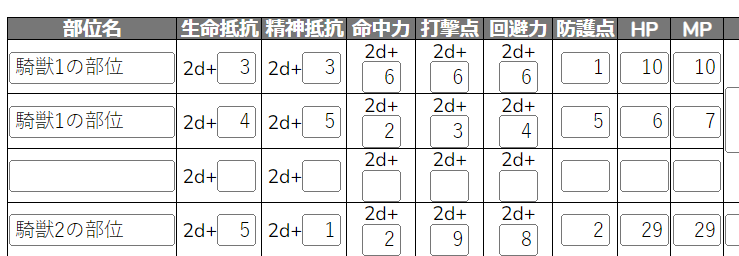 部位名 生命抵抗 精神抵抗 命中力 打撃点 回避力 防護点 HP MP
騎獣1の部位 2d+ 3 2d+ 3 2d+ 6 2d+ 6 2d+ 6 1 10 10
騎獣1の部位 2d+ 4 2d+ 5 2d+ 2 2d+ 3 2d+ 4 5 6 7
2d+ 2d+ 2d+ 2d+ 2d+
騎獣2の部位 2d+ 5 2d+ 1 2d+ 2 2d+ 9 2d+ 8 2 29 29